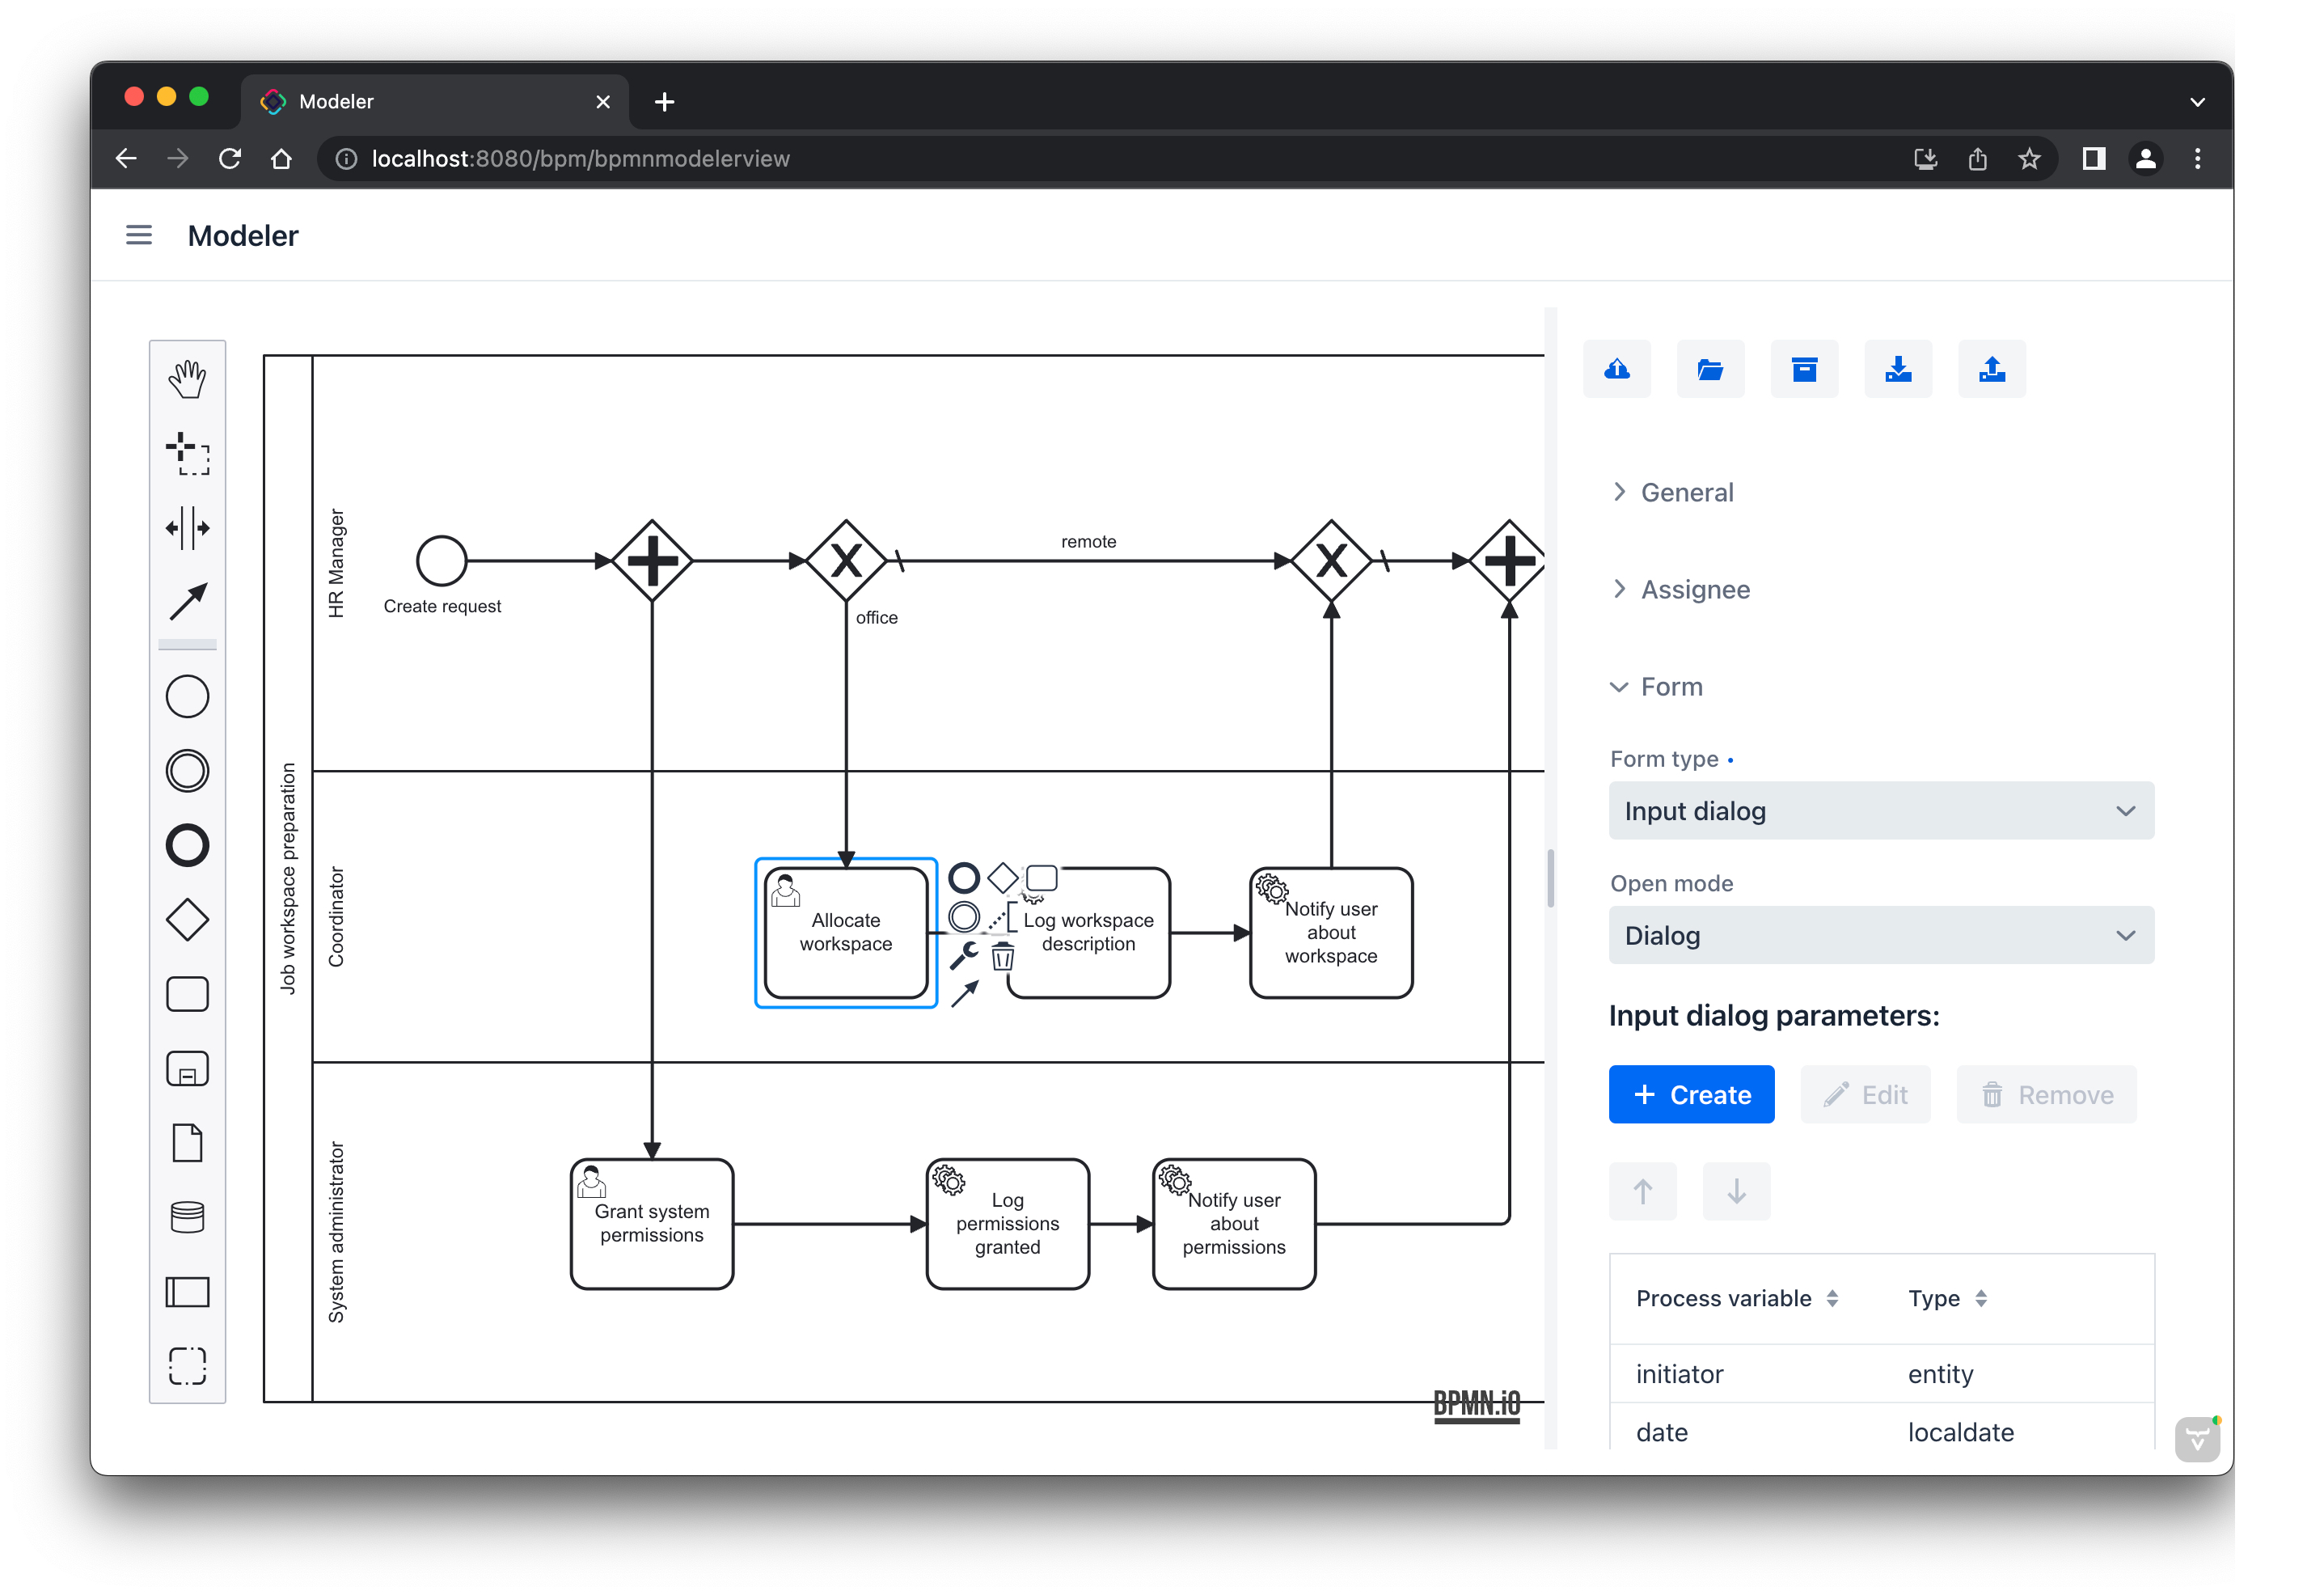 Modeler
localhost:8080/bpm/bpmnmodelerview
Modeler
Job workspace preparation
HR Manager
Create request
remote
office
Coordinator
Allocate
workspace
Log workspace
description
Notify user
about
workspace
System administrator
Grant system
permissions
Log
permissions
granted
Notify user
about
permissions
BPMN.iO
General
Assignee
Form
Form type •
Input dialog
Open mode
Dialog
Input dialog parameters:
Create
Edit
Remove
Process variable
Type
initiator
entity
date
localdate